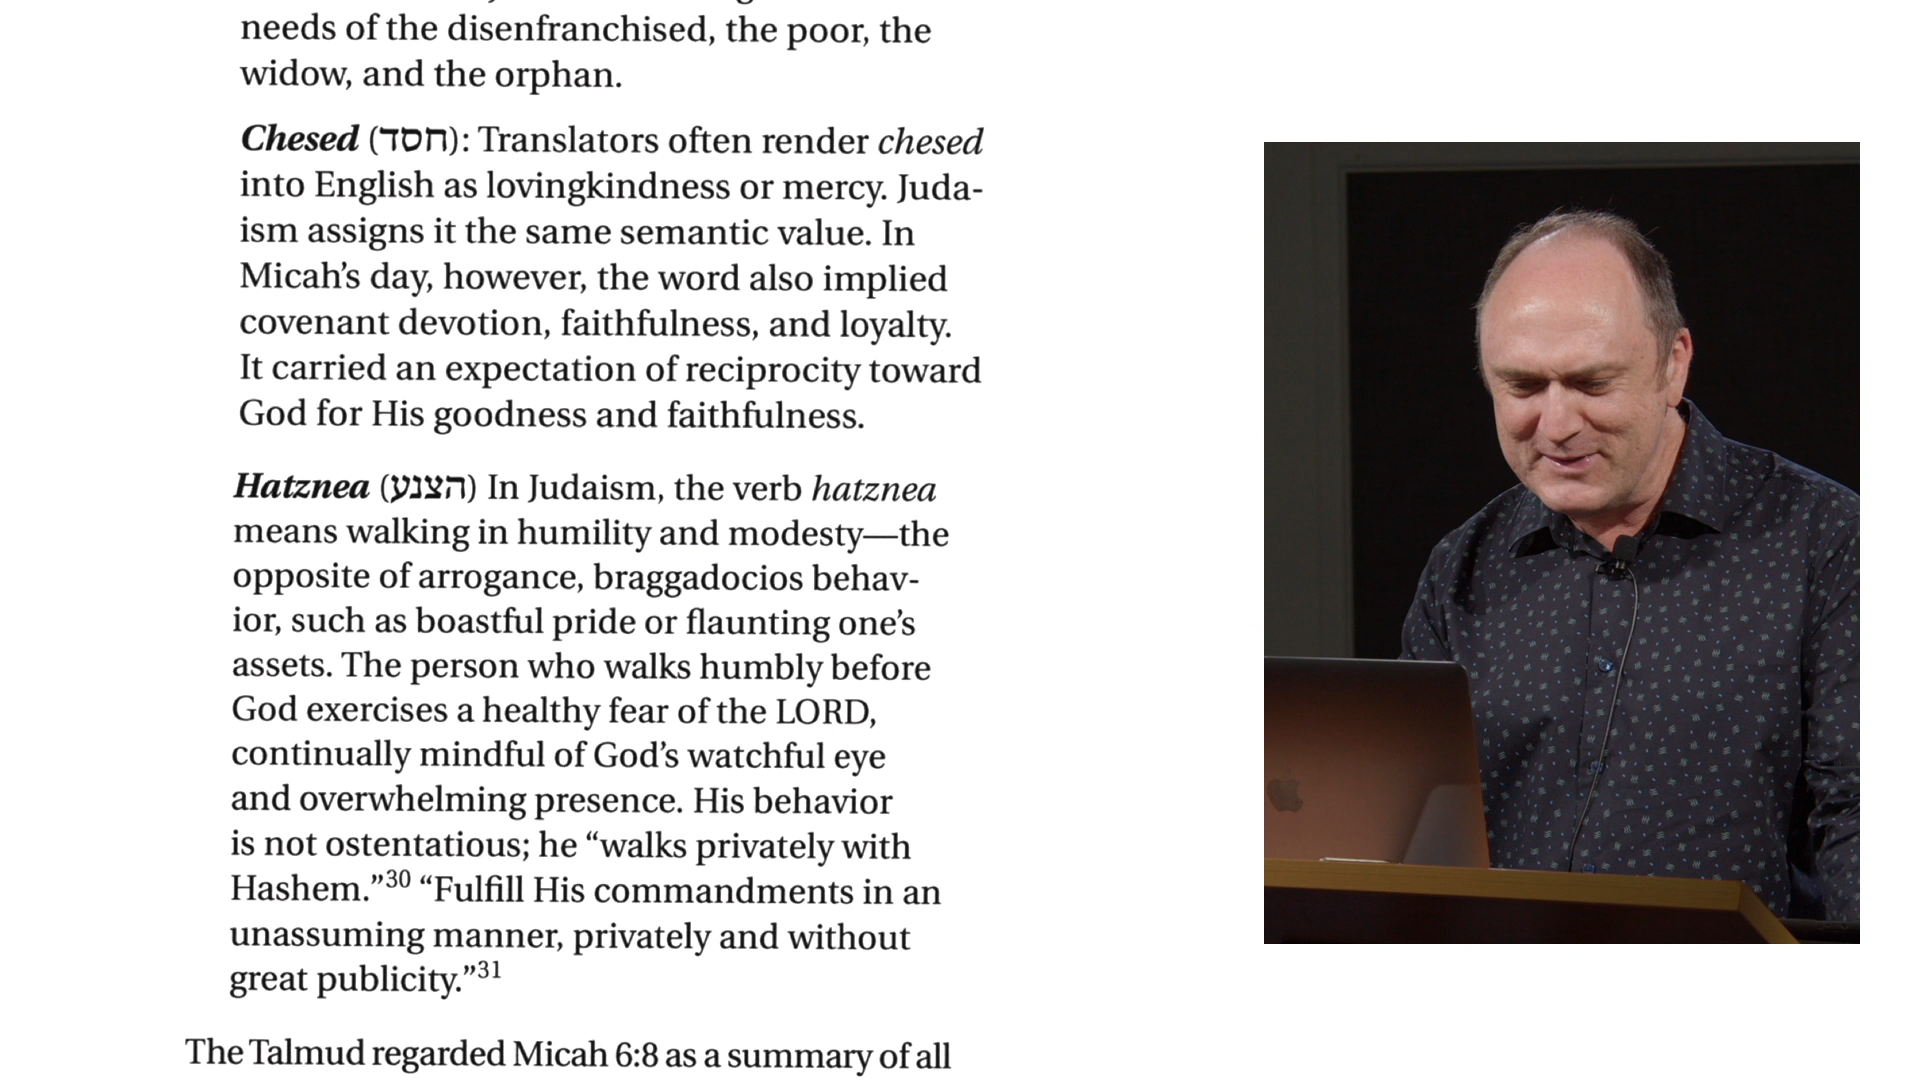 needs of the disenfranchised, the poor, the
widow, and the orphan.
Chesed (חסד): Translators often render chesed
into English as lovingkindness or mercy. Juda-
ism assigns it the same semantic value. In
Micah’s day, however, the word also implied
covenant devotion, faithfulness, and loyalty.
It carried an expectation of reciprocity toward
God for His goodness and faithfulness.
Hatznea (הצנע) In Judaism, the verb hatznea
means walking in humility and modesty—the
opposite of arrogance, braggadocios behav-
ior, such as boastful pride or flaunting one’s
assets. The person who walks humbly before
God exercises a healthy fear of the LORD,
continually mindful of God’s watchful eye
and overwhelming presence. His behavior
is not ostentatious; he “walks privately with
Hashem.”30 “Fulfill His commandments in an
unassuming manner, privately and without
great publicity.”31
The Talmud regarded Micah 6:8 as a summary of all